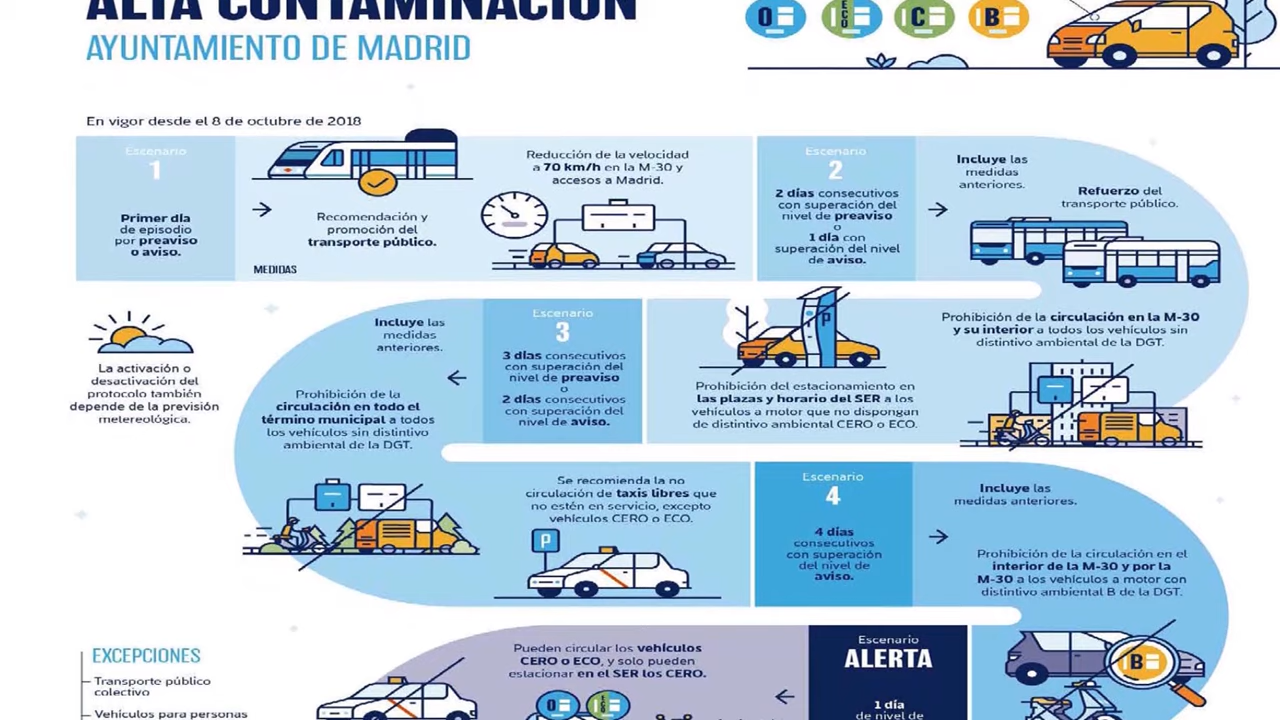 ALTA CONTAMINACIÓN
AYUNTAMIENTO DE MADRID
O
ECO
C
B
En vigor desde el 8 de octubre de 2018
Escenario
1
Primer día
de episodio
por preaviso
o aviso.
MEDIDAS
Recomendación y
promoción del
transporte público.
Reducción de la velocidad
a 70 km/h en la M-30 y
accesos a Madrid.
Escenario
2
2 días consecutivos
con superación del
nivel de preaviso
o
1 día con
superación del nivel
de aviso.
Incluye las
medidas
anteriores.
Refuerzo del
transporte público.
Prohibición de la circulación en la M-30
y su interior a todos los vehículos sin
distintivo ambiental de la DGT.
P
Prohibición del estacionamiento en
las plazas y horario del SER a los
vehículos a motor que no dispongan
de distintivo ambiental CERO o ECO.
Escenario
3
3 días consecutivos
con superación del
nivel de preaviso
o
2 días consecutivos
con superación del
nivel de aviso.
Incluye las
medidas
anteriores.
Prohibición de la
circulación en todo el
término municipal a todos
los vehículos sin distintivo
ambiental de la DGT.
La activación o
desactivación del
protocolo también
depende de la previsión
metereológica.
Se recomienda la no
circulación de taxis libres que
no estén en servicio, excepto
vehículos CERO o ECO.
P
Escenario
4
4 días
consecutivos
con superación
del nivel de
aviso.
Incluye las
medidas anteriores.
Prohibición de la circulación en el
interior de la M-30 y por la
M-30 a los vehículos a motor con
distintivo ambiental B de la DGT.
B
Escenario
ALERTA
1 día
de nivel de
Pueden circular los vehículos
CERO o ECO, y solo pueden
estacionar en el SER los CERO.
O
ECO
EXCEPCIONES
Transporte público
colectivo
Vehículos para personas